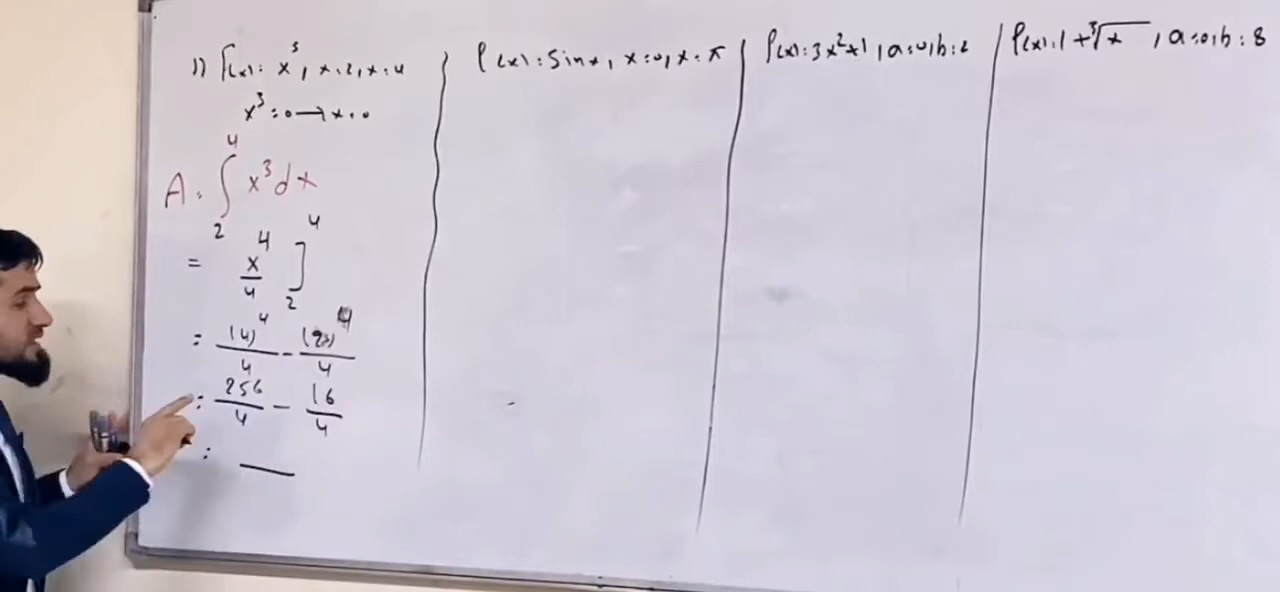 1) f(x) : x³, x : 2, x : 4
x³ : 0 → x : 0
A : ∫₂⁴ x³ dx
= x⁴/4 ]₂⁴
= (4)⁴/4 - (2)⁴/4
= 256/4 - 16/4
: —
f(x) : Sin x, x : 0, x : π
f(x) : 3x² + 1, a : 0, b : 2
f(x) : 1 + ∛x, a : 0, b : 8